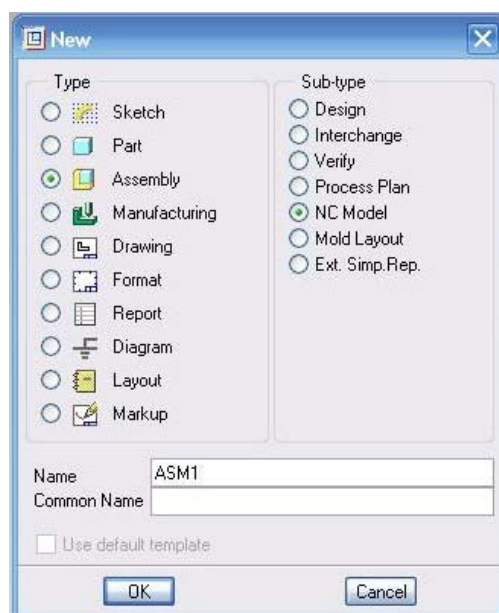 New
Type
Sketch
Part
Assembly
Manufacturing
Drawing
Format
Report
Diagram
Layout
Markup
Sub-type
Design
Interchange
Verify
Process Plan
NC Model
Mold Layout
Ext. Simp.Rep.
Name ASM1
Common Name
Use default template
OK Cancel